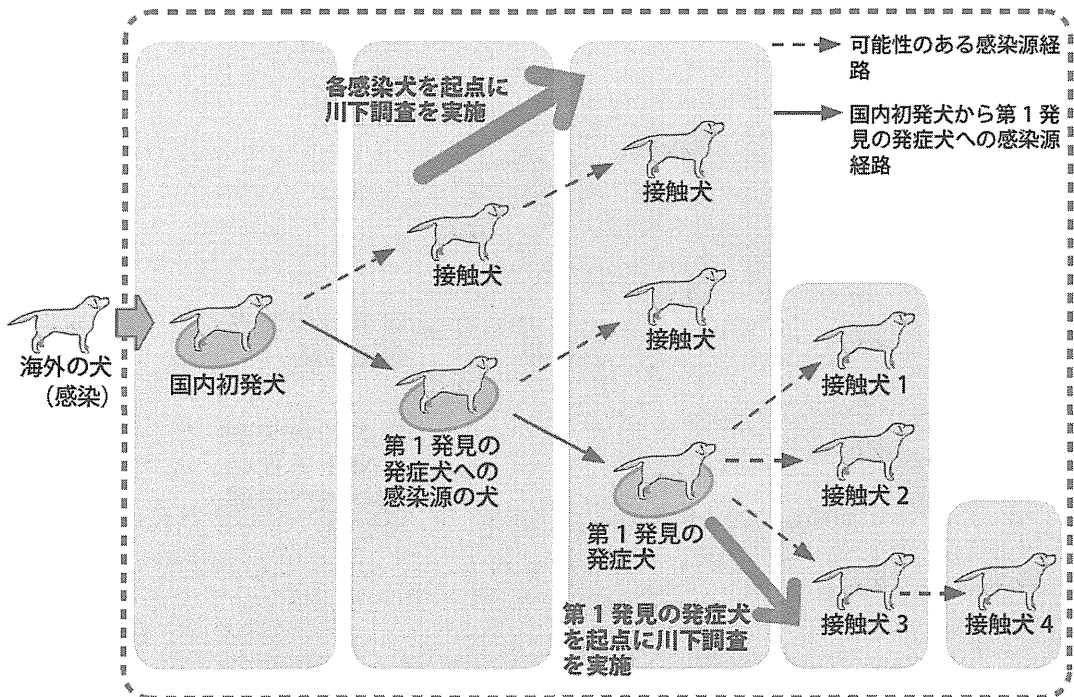 可能性のある感染源経
路
国内初発犬から第1発
見の発症犬への感染源
経路
各感染犬を起点に
川下調査を実施
接触犬
接触犬
接触犬
海外の犬
(感染)
国内初発犬
第1発見の
発症犬への
感染源の犬
第1発見の
発症犬
接触犬1
接触犬2
接触犬3
接触犬4
第1発見の発症犬
を起点に川下調査
を実施